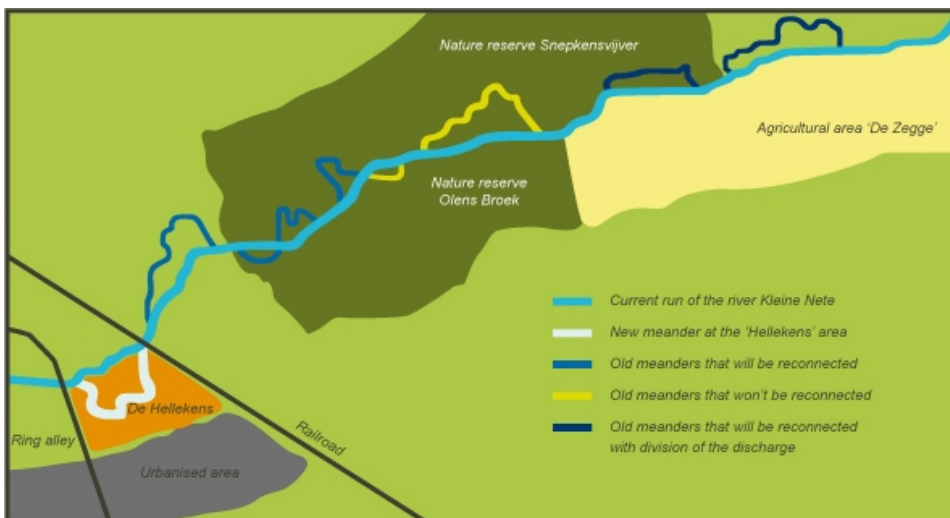 Nature reserve Snepkensvijver
Agricultural area 'De Zegge'
Nature reserve
Olens Broek
Current run of the river Kleine Nete
New meander at the 'Hellekens' area
Old meanders that will be reconnected
Old meanders that won't be reconnected
Old meanders that will be reconnected
with division of the discharge
De Hellekens
Ring alley
Railroad
Urbanised area